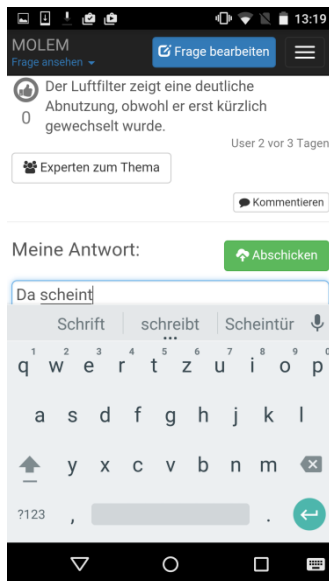 13:19
MOLEM
Frage ansehen
Frage bearbeiten
Der Luftfilter zeigt eine deutliche
Abnutzung, obwohl er erst kürzlich
gewechselt wurde.
0
User 2 vor 3 Tagen
Experten zum Thema
Kommentieren
Meine Antwort:
Abschicken
Da scheint
Schrift schreibt Scheintür
1 2 3 4 5 6 7 8 9 0
q w e r t z u i o p
a s d f g h j k l
y x c v b n m
?123 , .